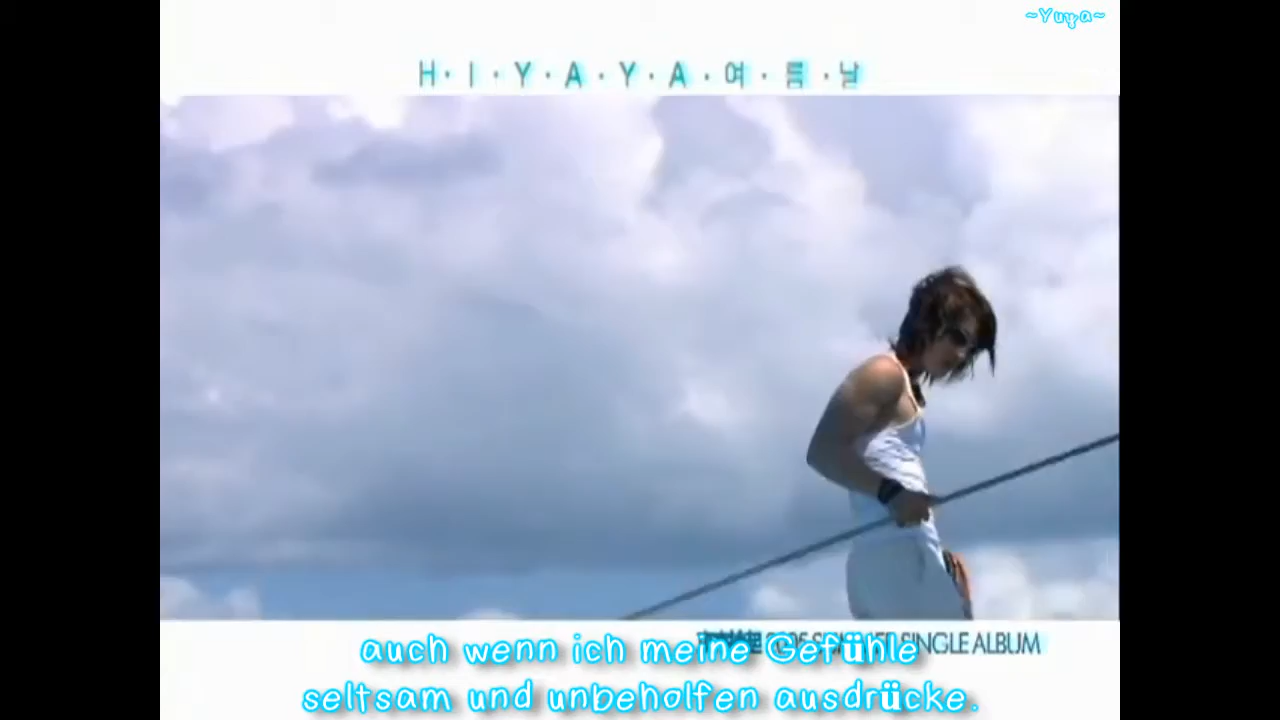 ~Yuya~
H·I·Y·A·Y·A·여·름·날
SINGLE ALBUM
auch wenn ich meine Gefühle
seltsam und unbeholfen ausdrücke.